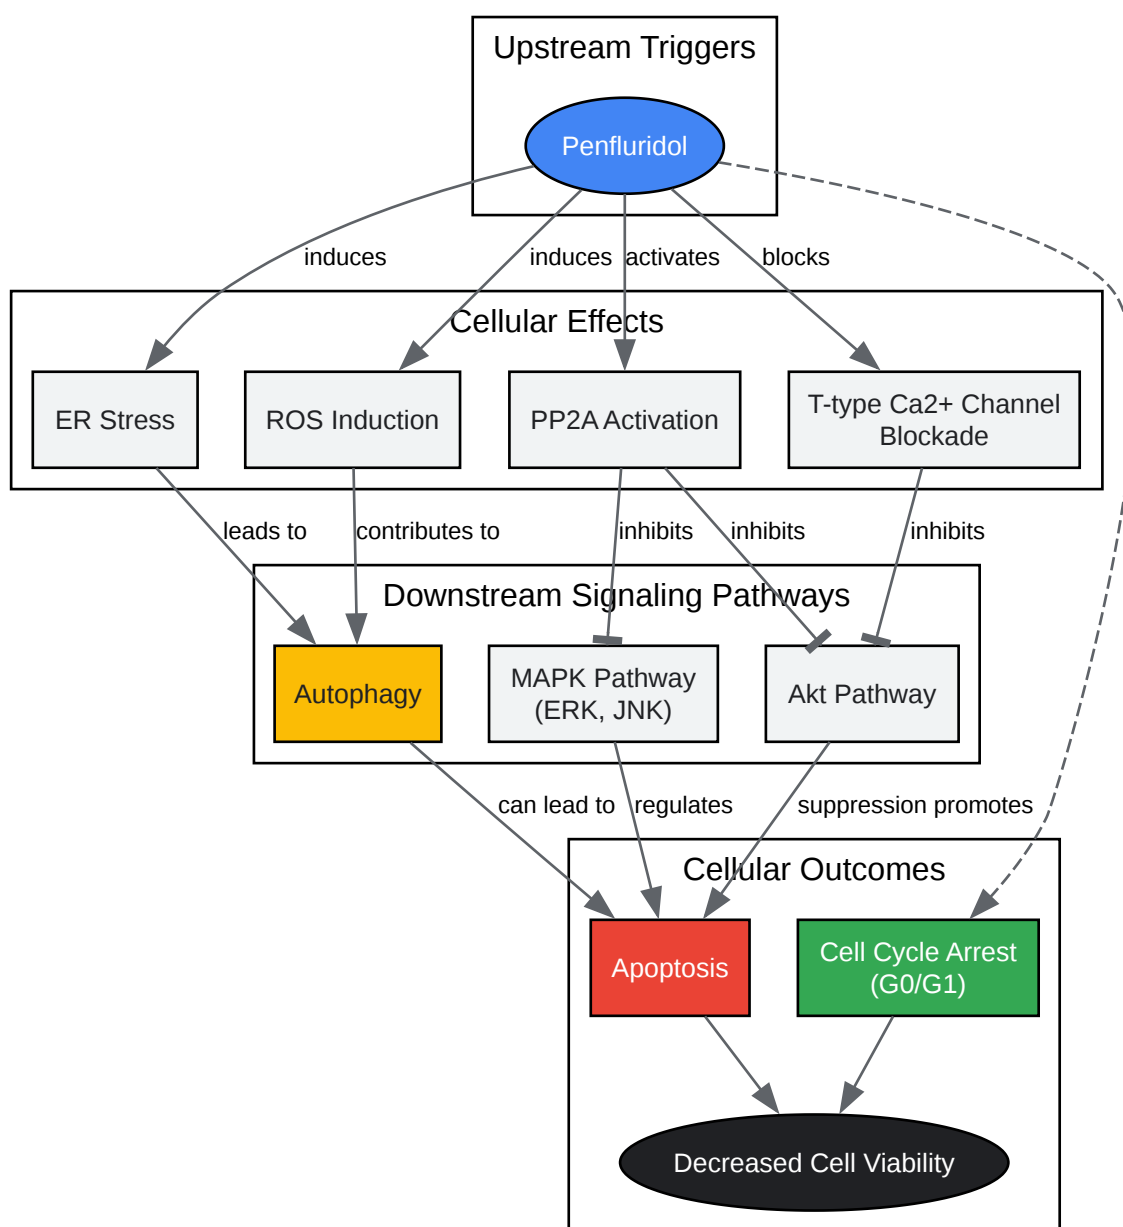 Upstream Triggers
Penfluridol
induces
induces
activates
blocks
Cellular Effects
ER Stress
ROS Induction
PP2A Activation
T-type Ca2+ Channel
Blockade
leads to
contributes to
inhibits
inhibits
inhibits
Downstream Signaling Pathways
Autophagy
MAPK Pathway
(ERK, JNK)
Akt Pathway
can lead to
regulates
suppression promotes
Cellular Outcomes
Apoptosis
Cell Cycle Arrest
(G0/G1)
Decreased Cell Viability